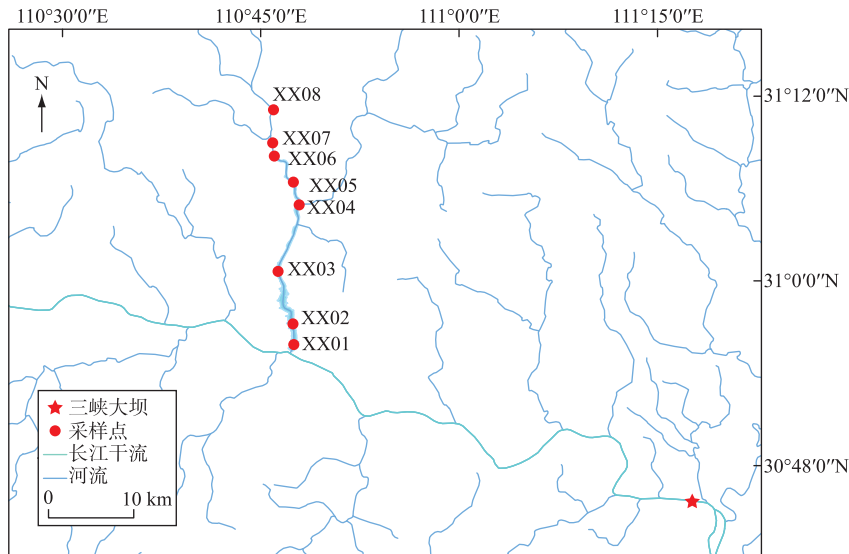 110°30′0″E 110°45′0″E 111°0′0″E 111°15′0″E
N
XX08
31°12′0″N
XX07
XX06
XX05
XX04
XX03
31°0′0″N
XX02
XX01
三峡大坝
采样点
长江干流
河流
0 10 km
30°48′0″N